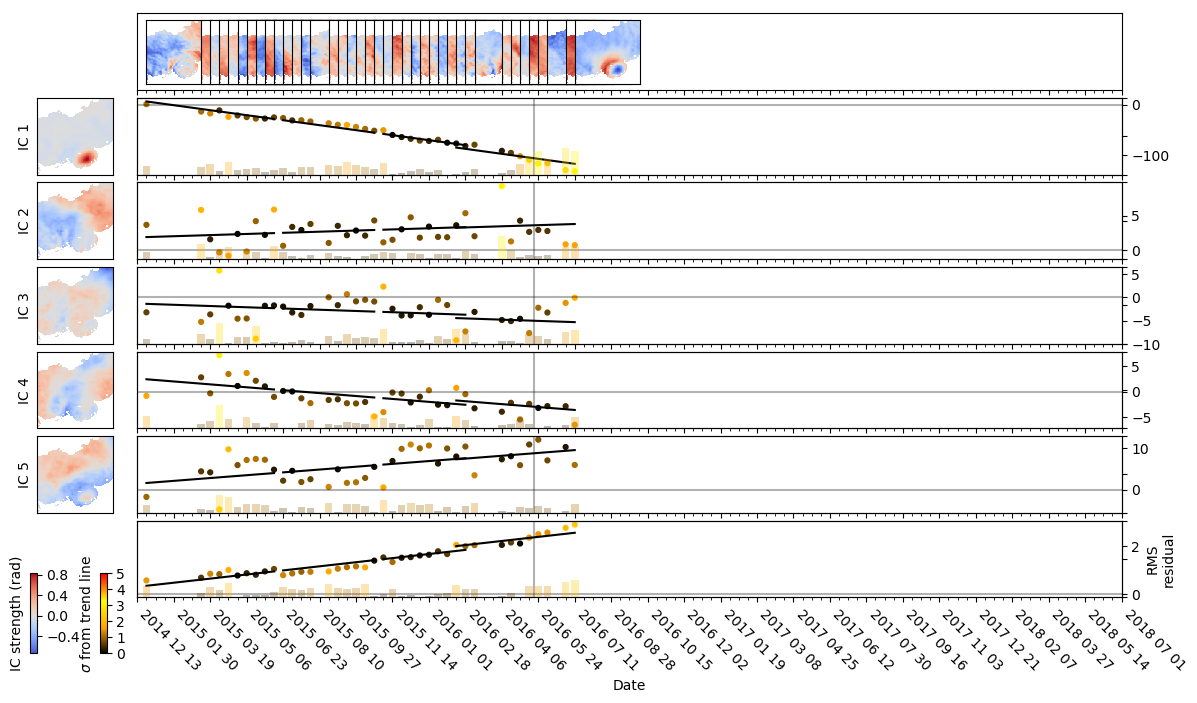 IC 1
0
−100
IC 2
5
0
IC 3
5
0
−5
−10
IC 4
5
0
−5
IC 5
10
0
RMS
residual
2
0
IC strength (rad)
0.8
0.4
0.0
−0.4
σ from trend line
5
4
3
2
1
0
2014 12 13
2015 01 30
2015 03 19
2015 05 06
2015 06 23
2015 08 10
2015 09 27
2015 11 14
2016 01 01
2016 02 18
2016 04 06
2016 05 24
2016 07 11
2016 08 28
2016 10 15
2016 12 02
2017 01 19
2017 03 08
2017 04 25
2017 06 12
2017 07 30
2017 09 16
2017 11 03
2017 12 21
2018 02 07
2018 03 27
2018 05 14
2018 07 01
Date